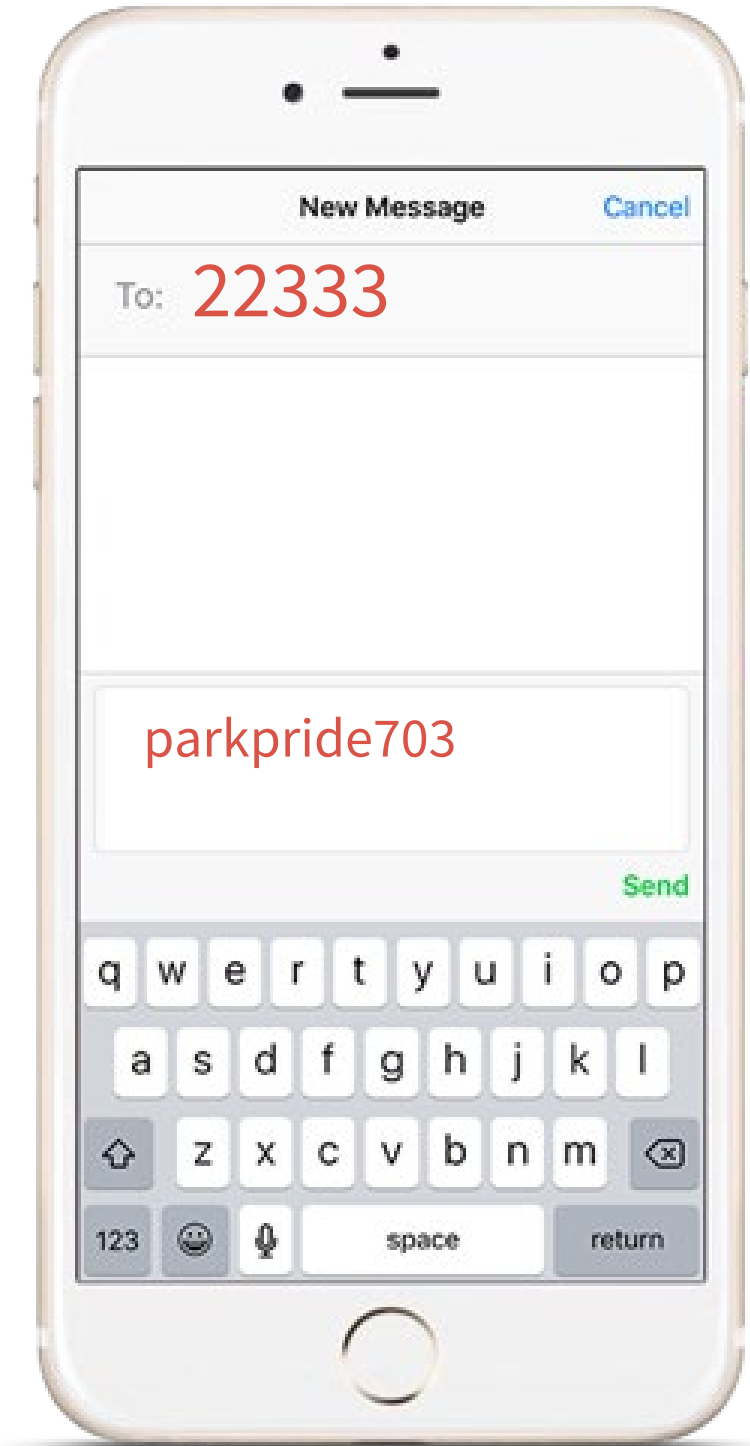 New Message Cancel
To: 22333
parkpride703
Send
q w e r t y u i o p
a s d f g h j k l
z x c v b n m
123 space return